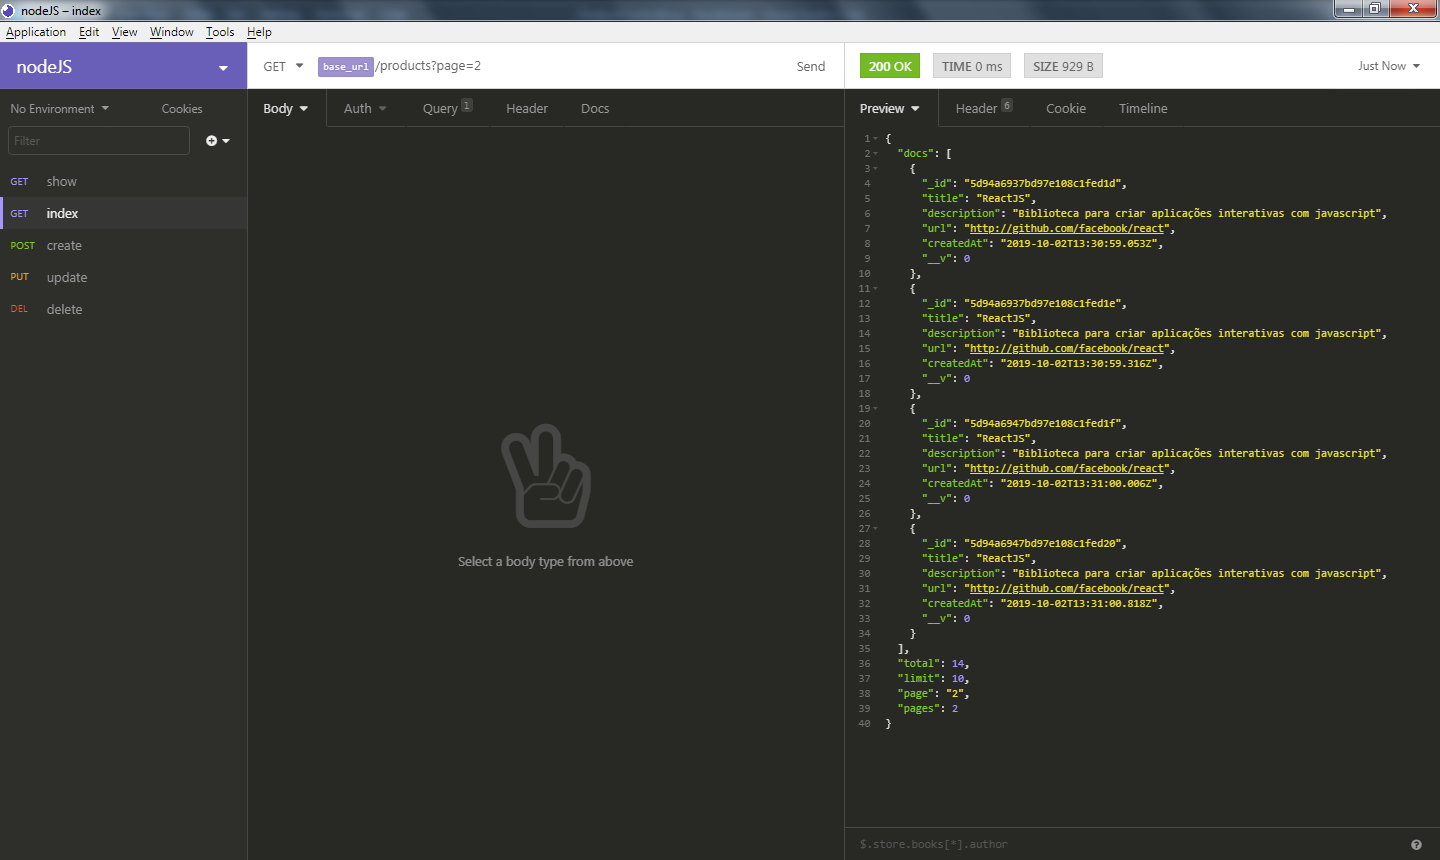 nodeJS – index
Application Edit View Window Tools Help
nodeJS
No Environment Cookies
Filter
GET show
GET index
POST create
PUT update
DEL delete
GET base_url/products?page=2 Send
Body Auth Query 1 Header Docs
Select a body type from above
200 OK TIME 0 ms SIZE 929 B Just Now
Preview Header 6 Cookie Timeline
1 {
2 "docs": [
3 {
4 "_id": "5d94a6937bd97e108c1fed1d",
5 "title": "ReactJS",
6 "description": "Biblioteca para criar aplicações interativas com javascript",
7 "url": "http://github.com/facebook/react",
8 "createdAt": "2019-10-02T13:30:59.053Z",
9 "__v": 0
10 },
11 {
12 "_id": "5d94a6937bd97e108c1fed1e",
13 "title": "ReactJS",
14 "description": "Biblioteca para criar aplicações interativas com javascript",
15 "url": "http://github.com/facebook/react",
16 "createdAt": "2019-10-02T13:30:59.316Z",
17 "__v": 0
18 },
19 {
20 "_id": "5d94a6947bd97e108c1fed1f",
21 "title": "ReactJS",
22 "description": "Biblioteca para criar aplicações interativas com javascript",
23 "url": "http://github.com/facebook/react",
24 "createdAt": "2019-10-02T13:31:00.006Z",
25 "__v": 0
26 },
27 {
28 "_id": "5d94a6947bd97e108c1fed20",
29 "title": "ReactJS",
30 "description": "Biblioteca para criar aplicações interativas com javascript",
31 "url": "http://github.com/facebook/react",
32 "createdAt": "2019-10-02T13:31:00.818Z",
33 "__v": 0
34 }
35 ],
36 "total": 14,
37 "limit": 10,
38 "page": "2",
39 "pages": 2
40 }
$.store.books[*].author